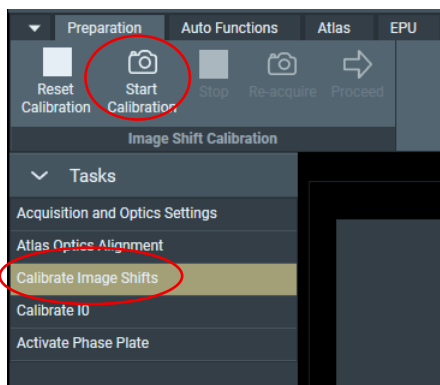 Preparation Auto Functions Atlas EPU
Reset Calibration Start Calibration Stop Re-acquire Proceed
Image Shift Calibration
Tasks
Acquisition and Optics Settings
Atlas Optics Alignment
Calibrate Image Shifts
Calibrate I0
Activate Phase Plate